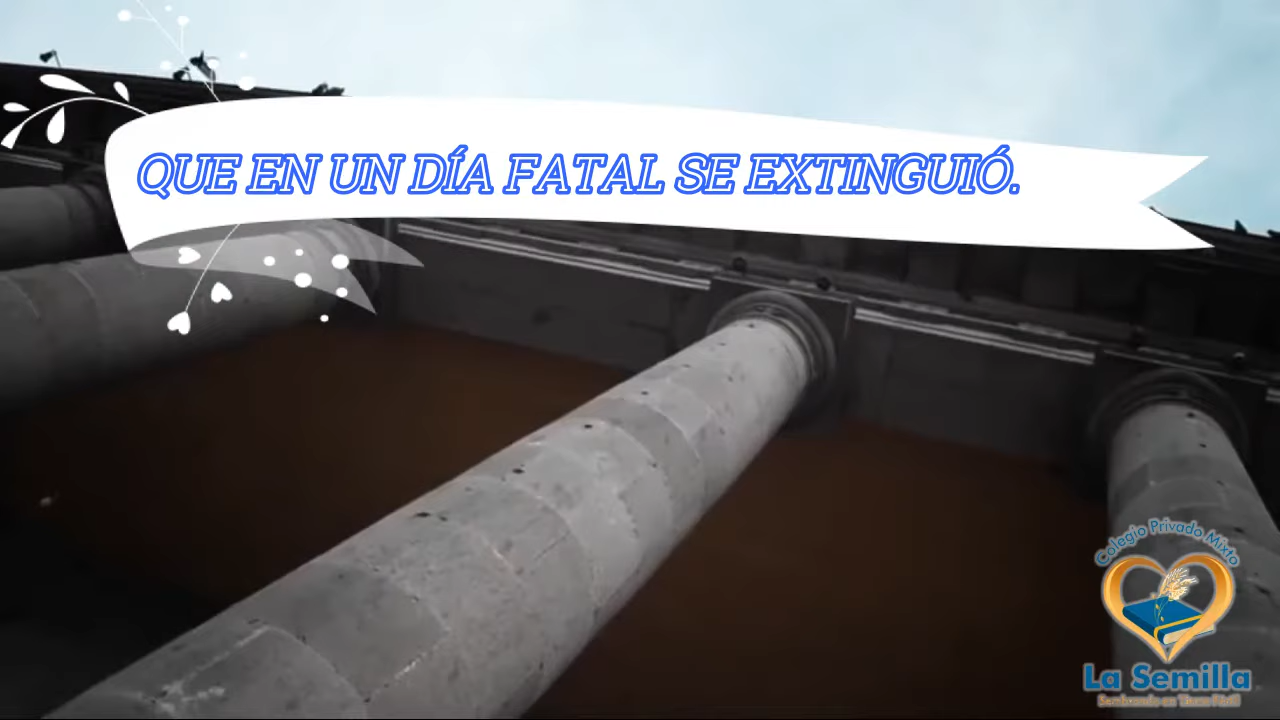 QUE EN UN DÍA FATAL SE EXTINGUIÓ.
Colegio Privado Mixto
La Semilla